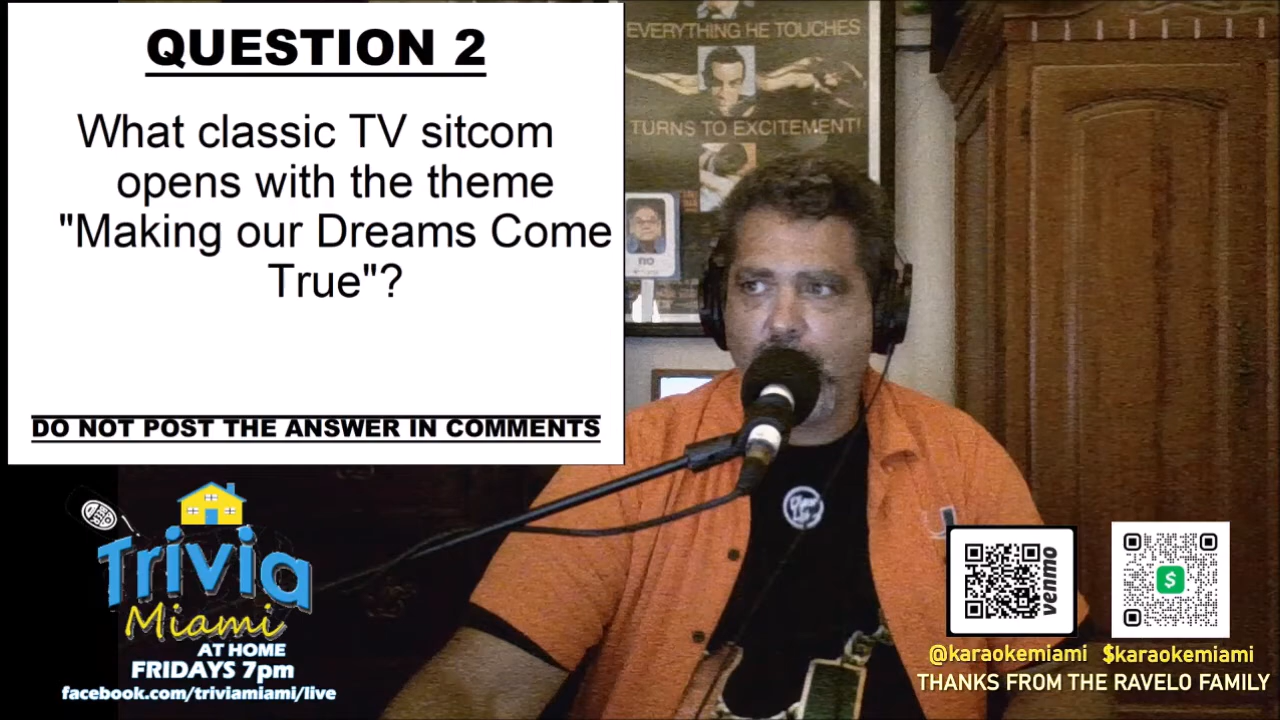 QUESTION 2
What classic TV sitcom
opens with the theme
"Making our Dreams Come
True"?
DO NOT POST THE ANSWER IN COMMENTS
EVERYTHING HE TOUCHES
TURNS TO EXCITEMENT!
Trivia
Miami
AT HOME
FRIDAYS 7pm
facebook.com/triviamiami/live
venmo
$
@karaokemiami $karaokemiami
THANKS FROM THE RAVELO FAMILY